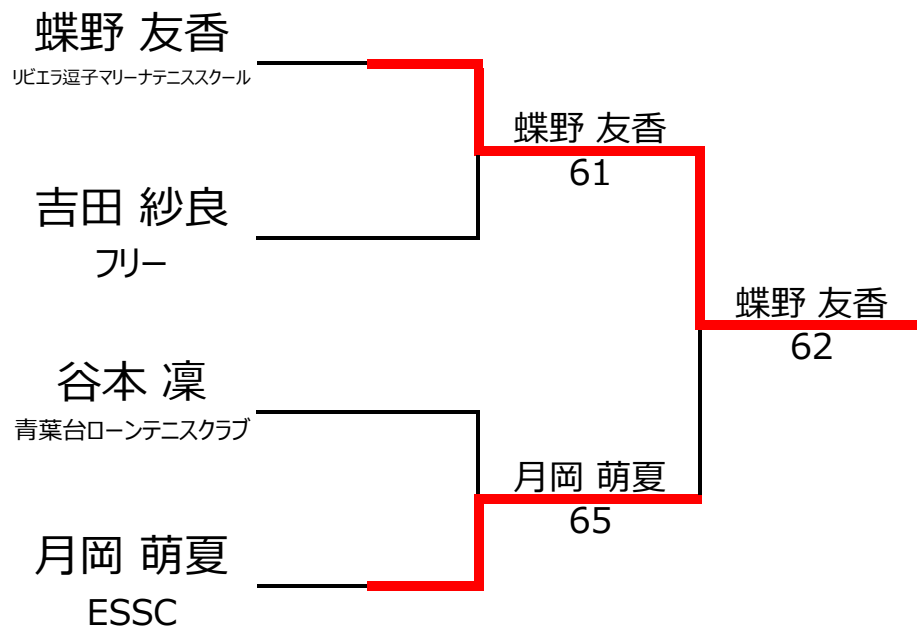 蝶野 友香
リビエラ逗子マリーナテニススクール
吉田 紗良
フリー
谷本 凜
青葉台ローンテニスクラブ
月岡 萌夏
ESSC
蝶野 友香
61
月岡 萌夏
65
蝶野 友香
62